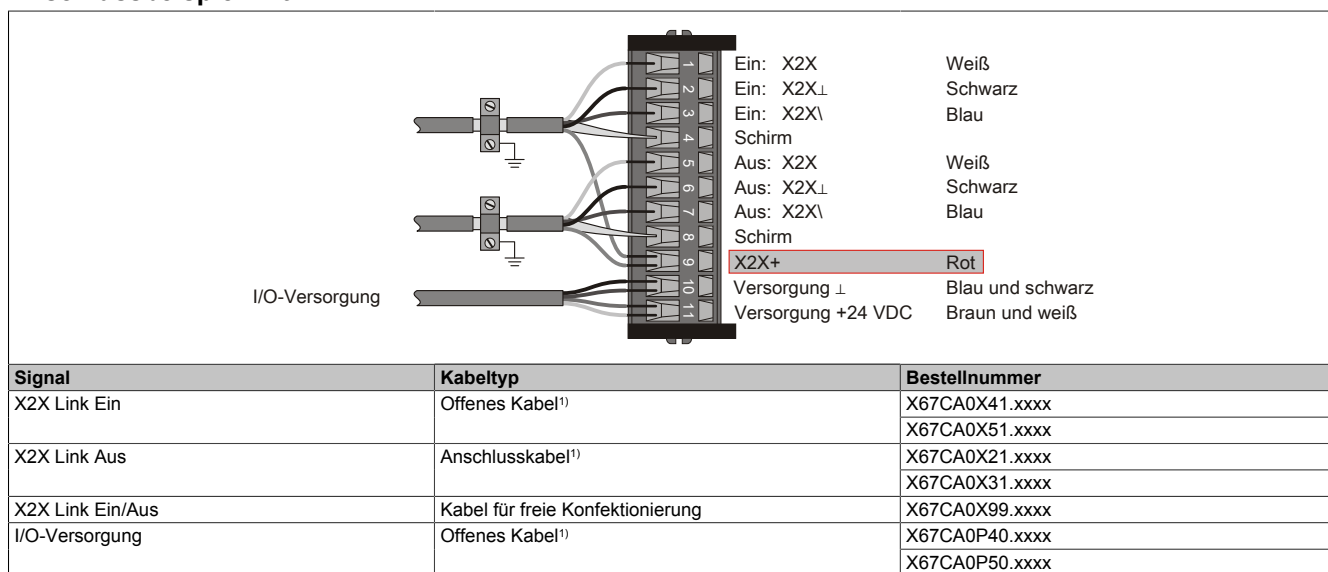 1
2
3
4
5
6
7
8
9
10
11
Ein: X2X Weiß
Ein: X2X⊥ Schwarz
Ein: X2X\ Blau
Schirm
Aus: X2X Weiß
Aus: X2X⊥ Schwarz
Aus: X2X\ Blau
Schirm
X2X+ Rot
Versorgung ⊥ Blau und schwarz
Versorgung +24 VDC Braun und weiß
I/O-Versorgung
Signal Kabeltyp Bestellnummer
X2X Link Ein Offenes Kabel1) X67CA0X41.xxxx
X67CA0X51.xxxx
X2X Link Aus Anschlusskabel1) X67CA0X21.xxxx
X67CA0X31.xxxx
X2X Link Ein/Aus Kabel für freie Konfektionierung X67CA0X99.xxxx
I/O-Versorgung Offenes Kabel1) X67CA0P40.xxxx
X67CA0P50.xxxx